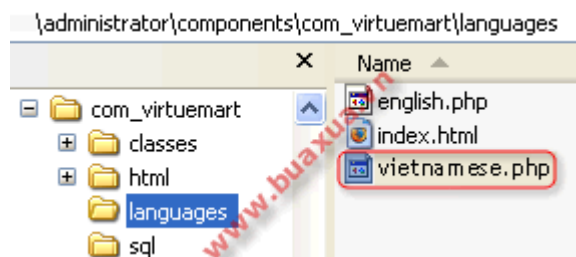 \administrator\components\com_virtuemart\languages
Name
com_virtuemart
classes
html
languages
sql
english.php
index.html
vietnamese.php
www.buaxua.vn